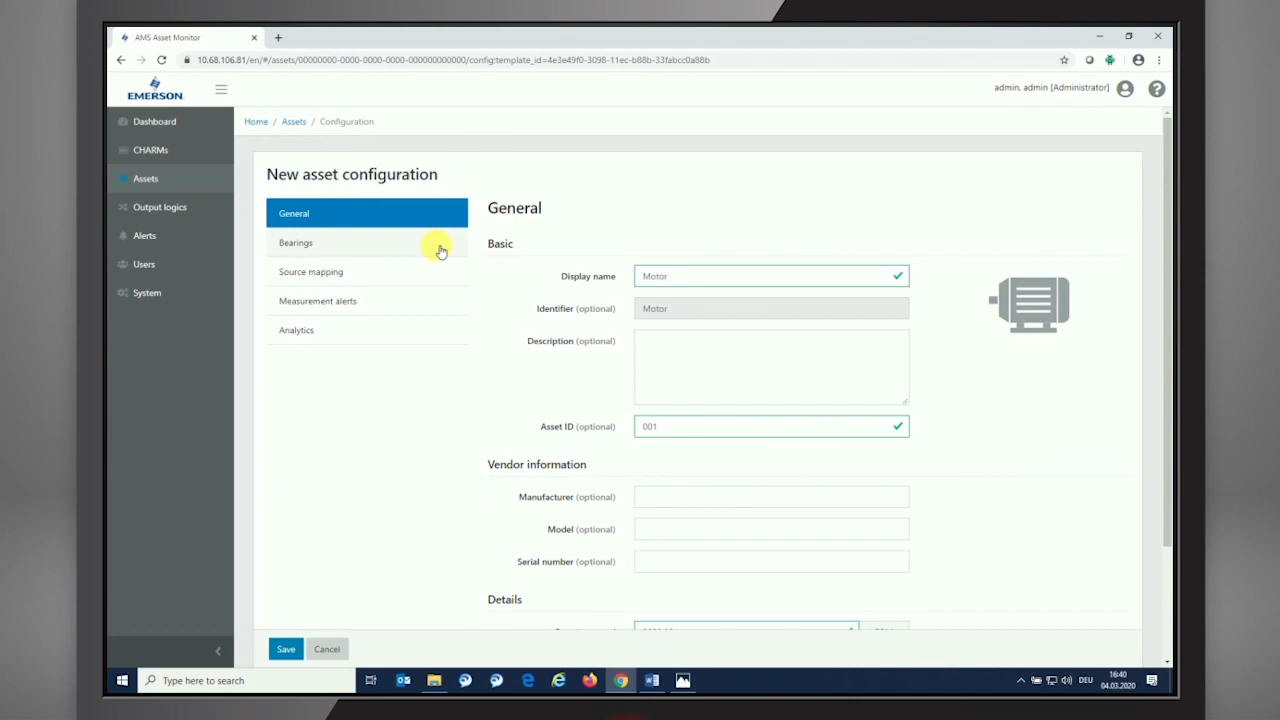 AMS Asset Monitor
10.68.106.81/en/#/assets/00000000-0000-0000-0000-000000000000/config;template_id=4e3e49f0-3098-11ec-b88b-33fabcc0a88b
EMERSON
admin, admin [Administrator]
Dashboard
CHARMs
Assets
Output logics
Alerts
Users
System
Home / Assets / Configuration
New asset configuration
General
Bearings
Source mapping
Measurement alerts
Analytics
General
Basic
Display name Motor
Identifier (optional) Motor
Description (optional)
Asset ID (optional) 001
Vendor information
Manufacturer (optional)
Model (optional)
Serial number (optional)
Details
Save Cancel
Type here to search
DEU
16:40
04.03.2020